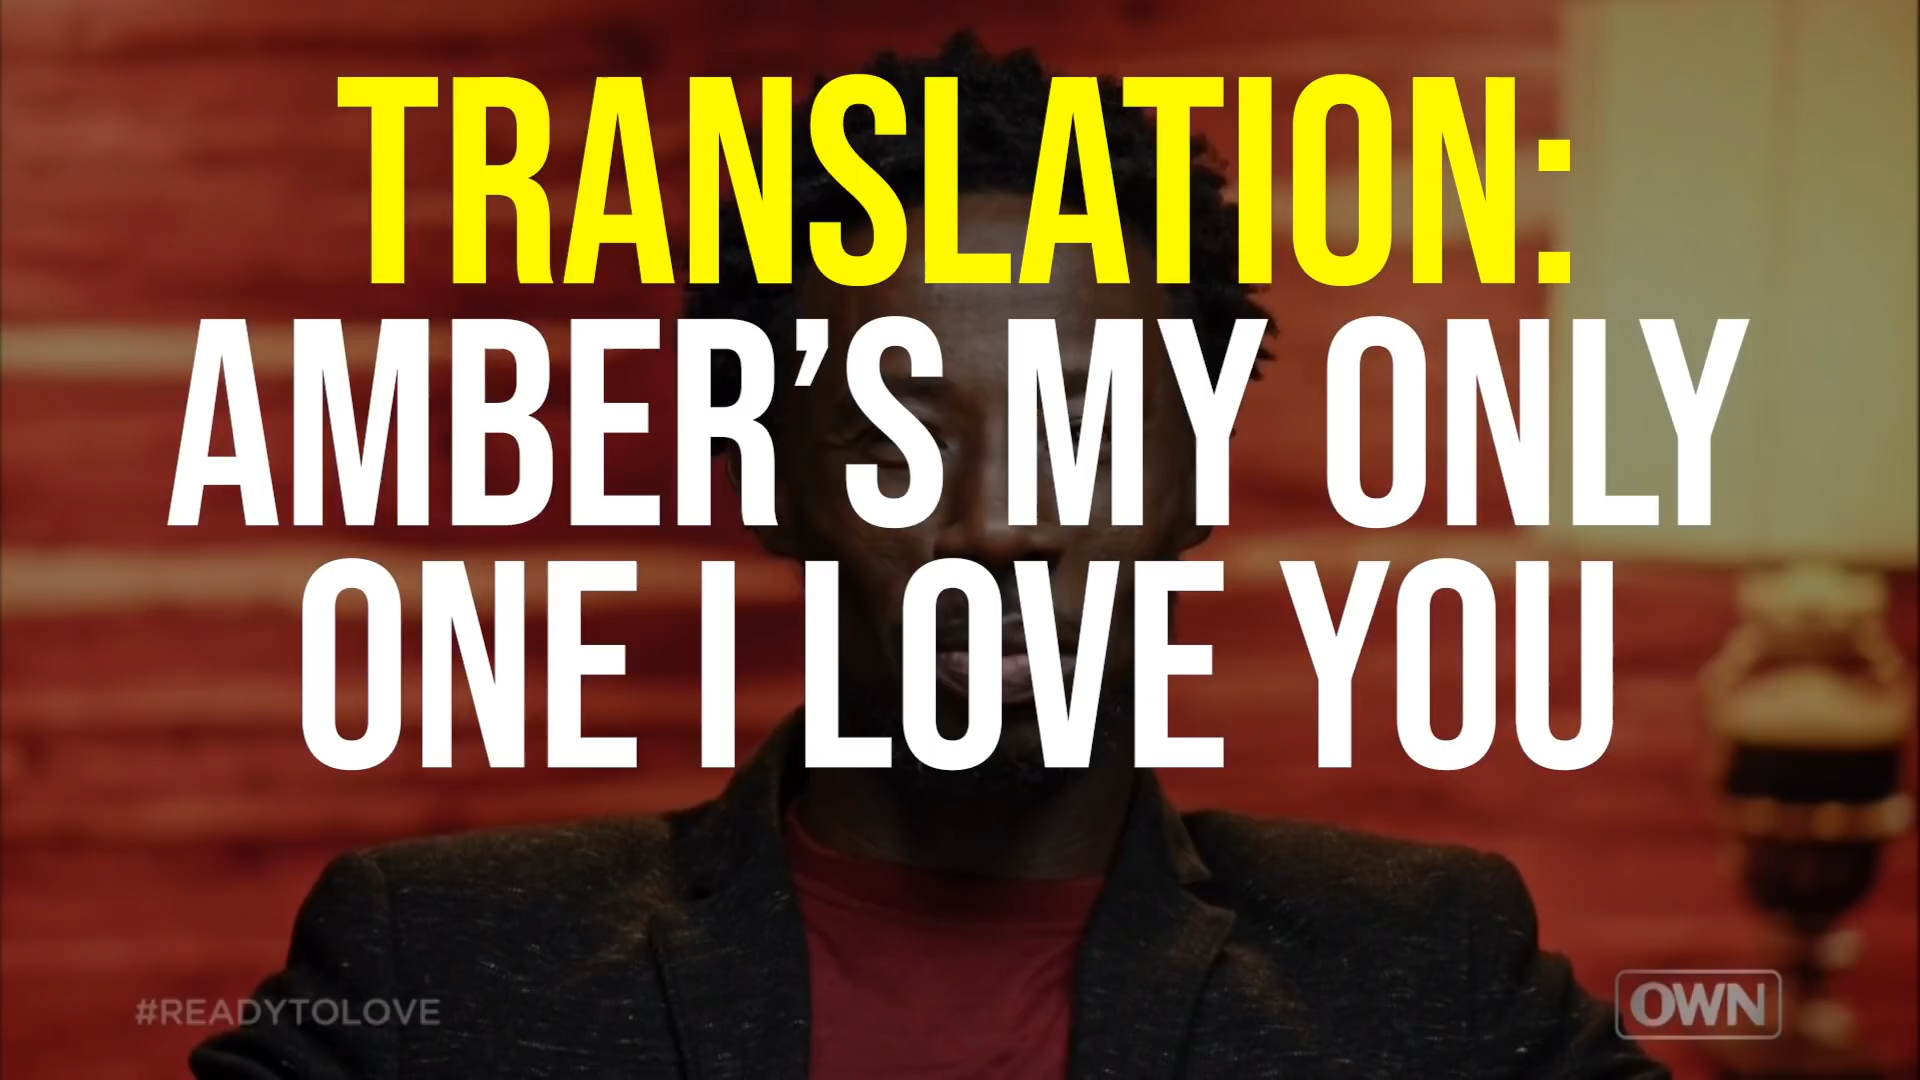 TRANSLATION:
AMBER’S MY ONLY
ONE I LOVE YOU
#READYTOLOVE
OWN